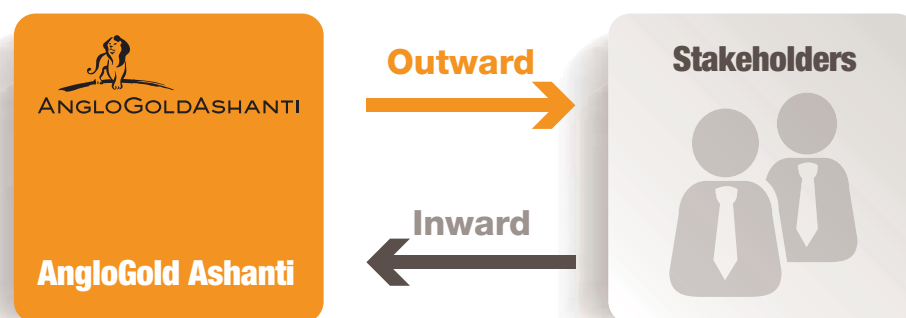 ANGLOGOLDASHANTI
AngloGold Ashanti
Outward
Inward
Stakeholders